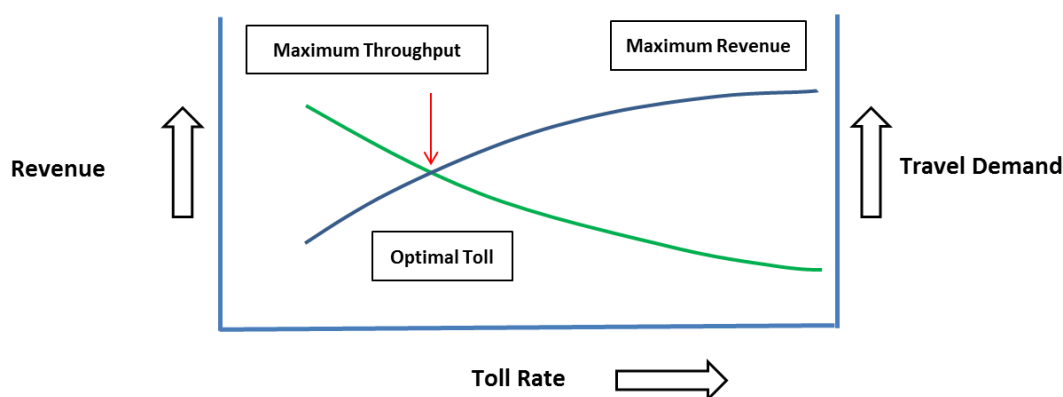 Maximum Throughput
Maximum Revenue
Revenue
Travel Demand
Optimal Toll
Toll Rate